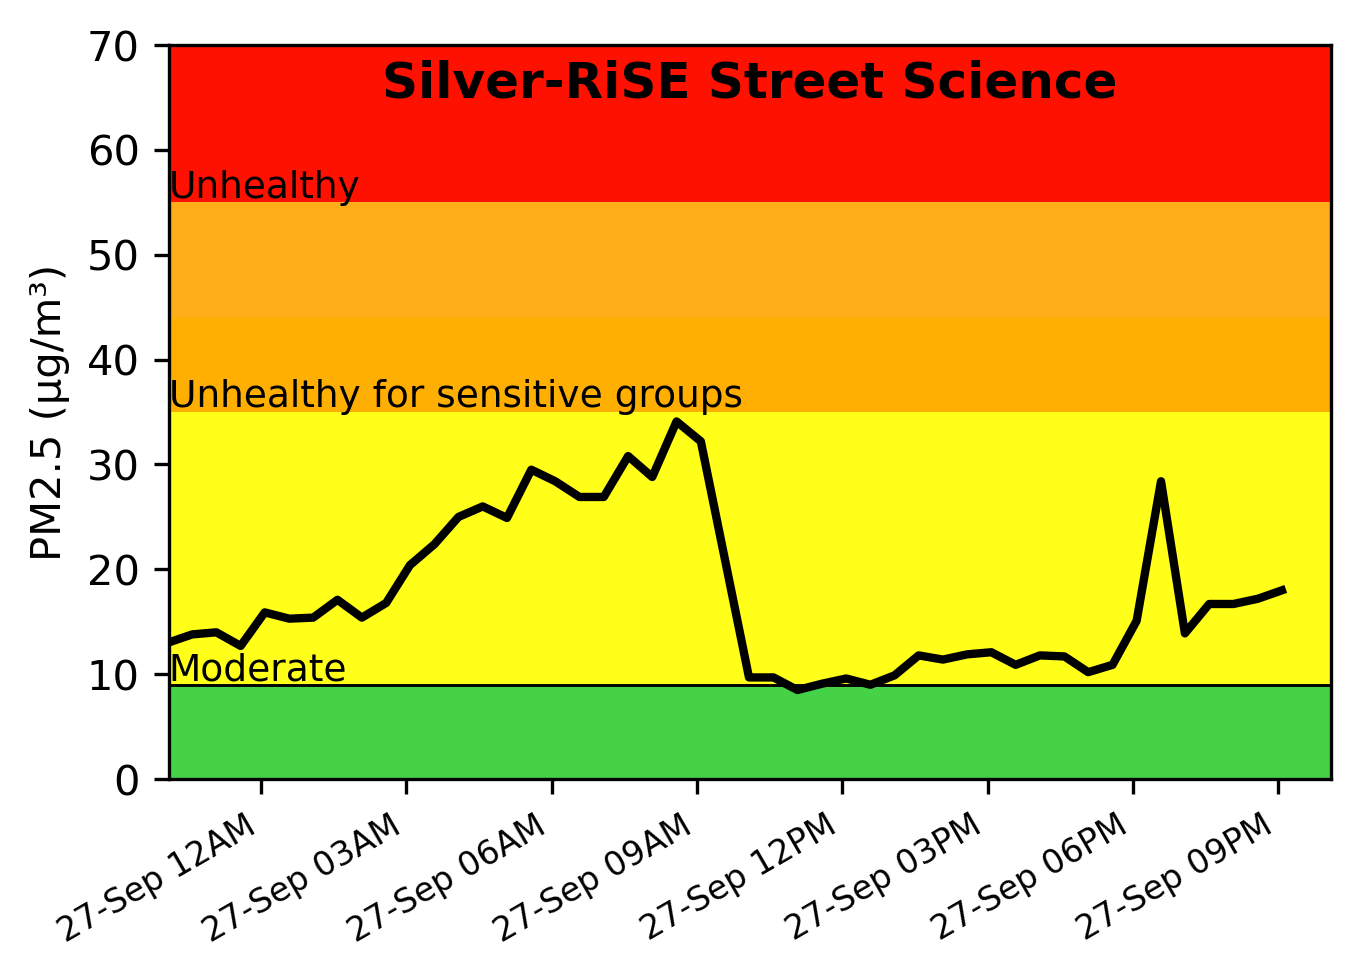 Silver-RiSE Street Science
PM2.5 (µg/m³)
70
60
50
40
30
20
10
0
Unhealthy
Unhealthy for sensitive groups
Moderate
27-Sep 12AM
27-Sep 03AM
27-Sep 06AM
27-Sep 09AM
27-Sep 12PM
27-Sep 03PM
27-Sep 06PM
27-Sep 09PM